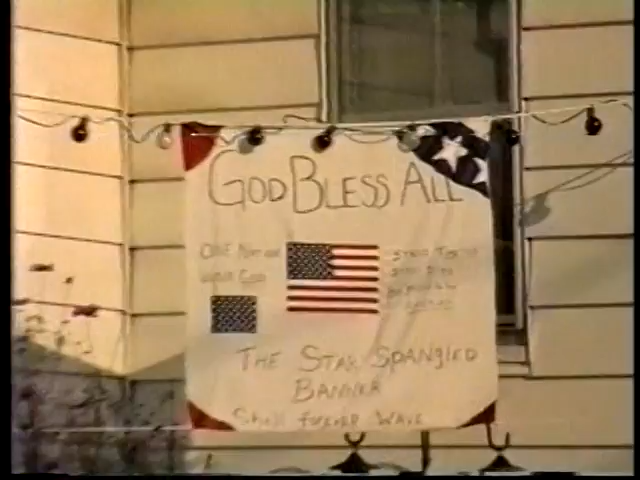 GOD BLESS ALL
ONE NATION
UNDER GOD
THE STAR SPANGLED
BANNER
Shall forever Wave